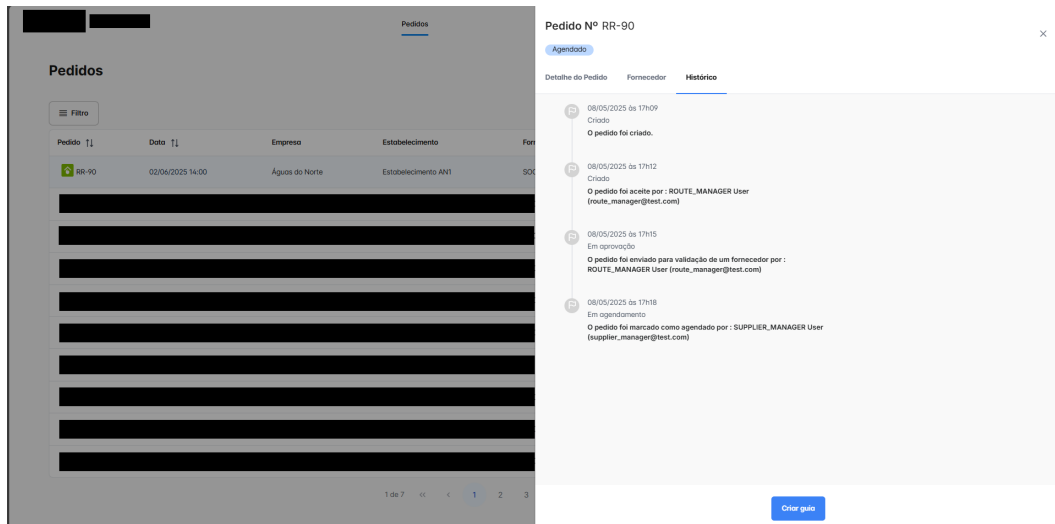 Pedidos
Pedidos
Filtro
Pedido
Data
Empresa
Estabelecimento
RR-90
02/06/2025 14:00
Águas do Norte
Estabelecimento AN1
1 de 7
1
2
3
Pedido Nº RR-90
Agendado
Detalhe do Pedido
Fornecedor
Histórico
08/05/2025 às 17h09
Criado
O pedido foi criado.
08/05/2025 às 17h12
Criado
O pedido foi aceite por : ROUTE_MANAGER User
(route_manager@test.com)
08/05/2025 às 17h15
Em aprovação
O pedido foi enviado para validação de um fornecedor por :
ROUTE_MANAGER User (route_manager@test.com)
08/05/2025 às 17h18
Em agendamento
O pedido foi marcado como agendado por : SUPPLIER_MANAGER User
(supplier_manager@test.com)
Criar guia